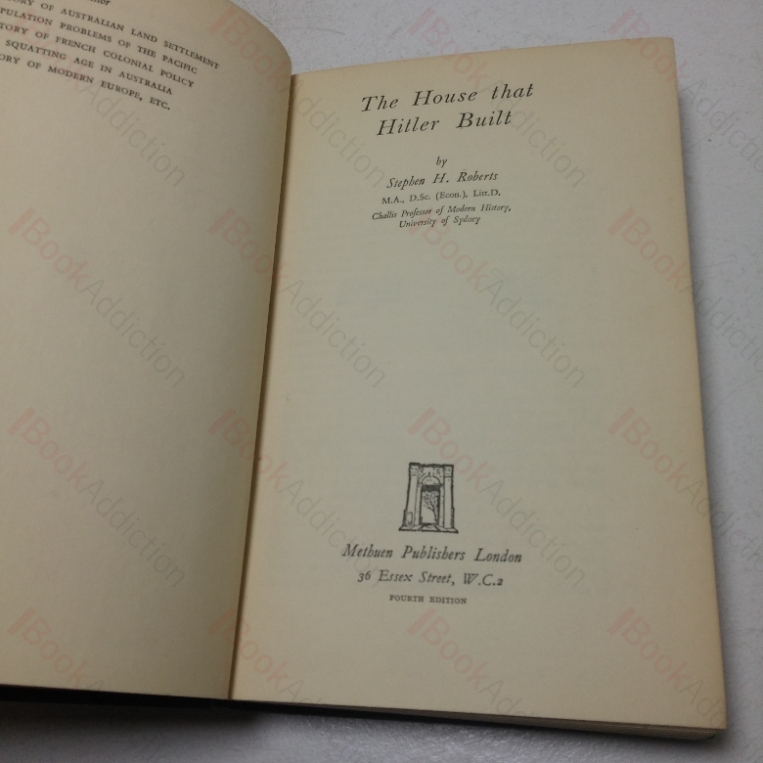 ORY OF AUSTRALIAN LAND SETTLEMENT
PULATION PROBLEMS OF THE PACIFIC
TORY OF FRENCH COLONIAL POLICY
SQUATTING AGE IN AUSTRALIA
ORY OF MODERN EUROPE, ETC.
The House that
Hitler Built
by
Stephen H. Roberts
M.A., D.Sc. (Econ.), Litt.D.
Challis Professor of Modern History,
University of Sydney
Methuen Publishers London
36 Essex Street, W.C.2
FOURTH EDITION
BookAddiction